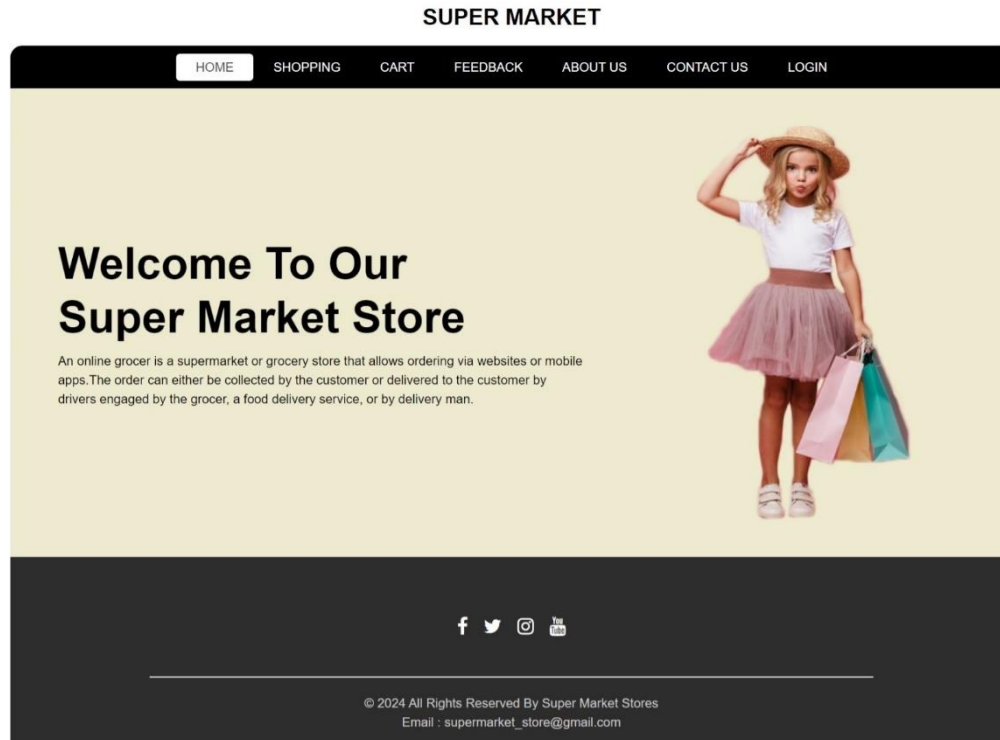 SUPER MARKET
HOME SHOPPING CART FEEDBACK ABOUT US CONTACT US LOGIN
Welcome To Our
Super Market Store
An online grocer is a supermarket or grocery store that allows ordering via websites or mobile
apps.The order can either be collected by the customer or delivered to the customer by
drivers engaged by the grocer, a food delivery service, or by delivery man.
You
Tube
© 2024 All Rights Reserved By Super Market Stores
Email : supermarket_store@gmail.com